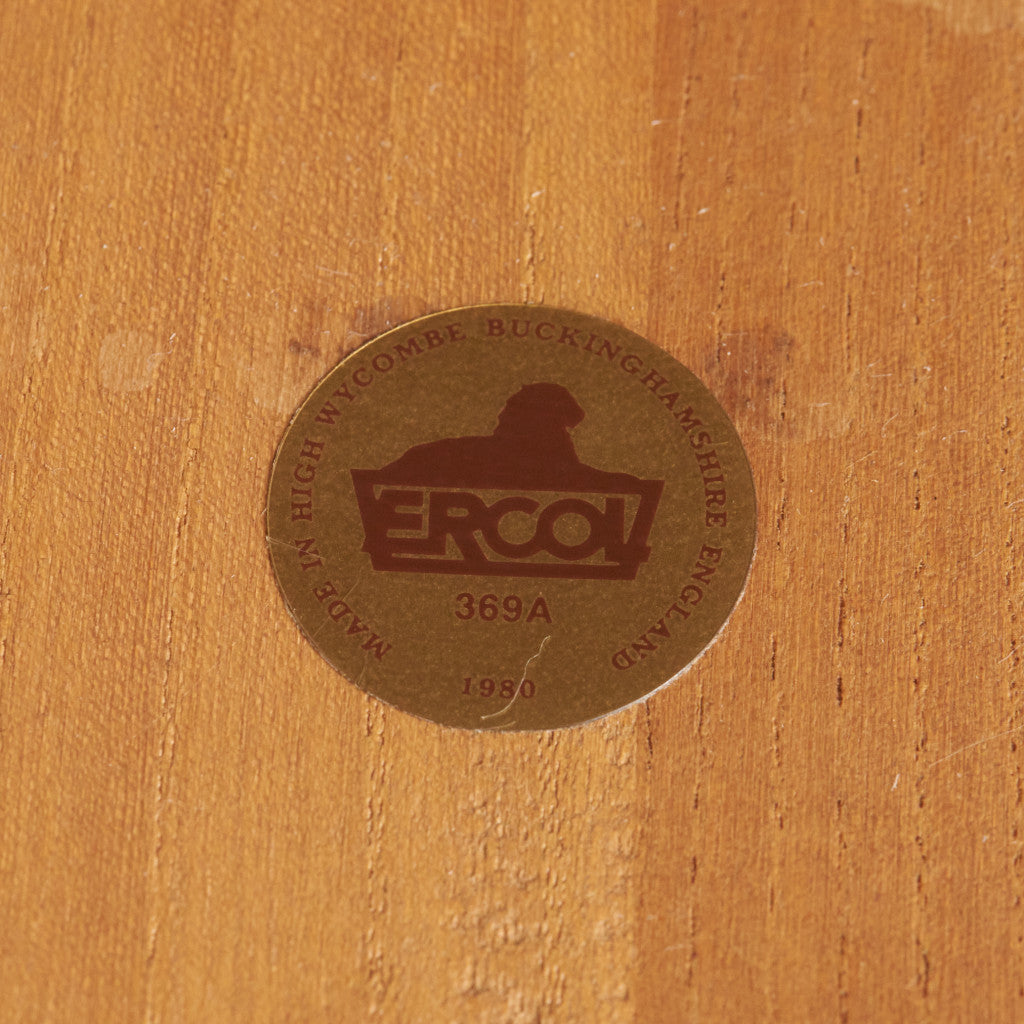 MADE IN HIGH WYCOMBE BUCKINGHAMSHIRE ENGLAND
ERCOL
369A
1980